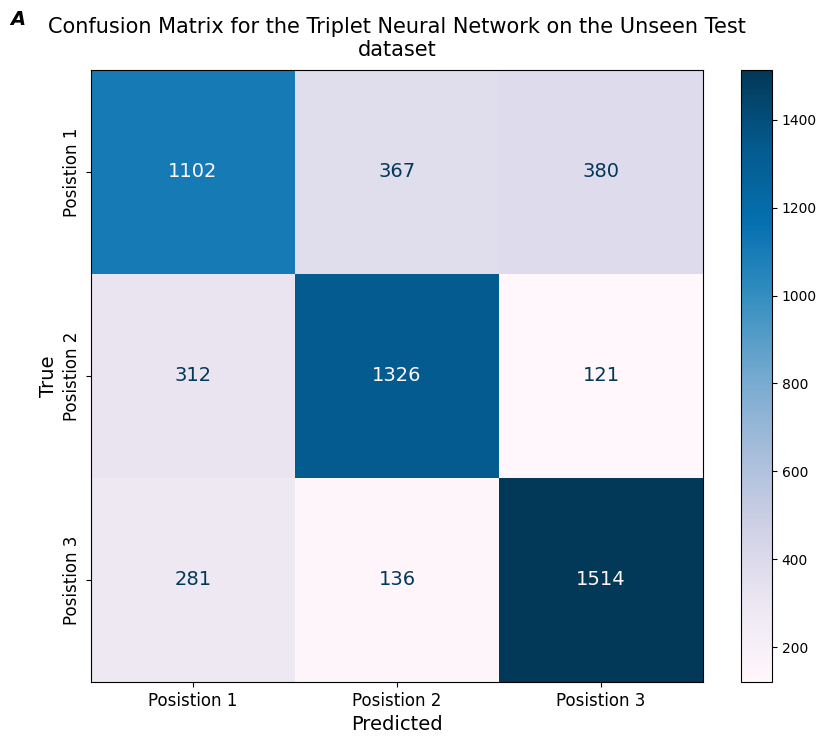 A
Confusion Matrix for the Triplet Neural Network on the Unseen Test
dataset
True
Posistion 1
1102 367 380
Posistion 2
312 1326 121
Posistion 3
281 136 1514
Posistion 1 Posistion 2 Posistion 3
Predicted
1400
1200
1000
800
600
400
200